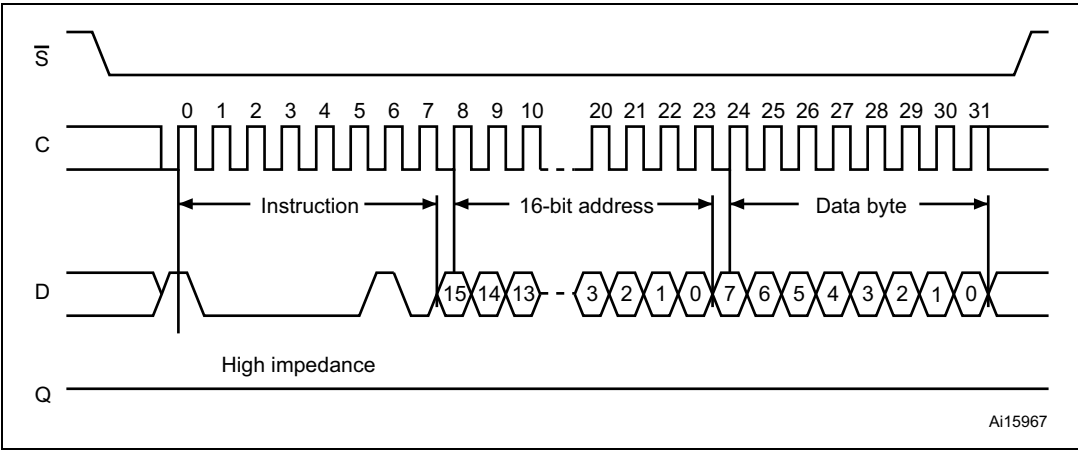 S̅
0 1 2 3 4 5 6 7 8 9 10 20 21 22 23 24 25 26 27 28 29 30 31
C
Instruction 16-bit address Data byte
D 15 14 13 3 2 1 0 7 6 5 4 3 2 1 0
High impedance
Q
Ai15967